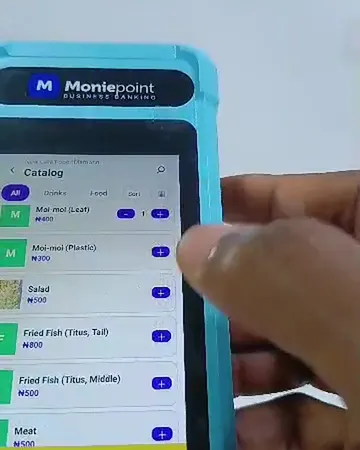 M Moniepoint
BUSINESS BANKING
Catalog
All Drinks Food
M Moi-moi (Leaf)
₦400 - 1 +
M Moi-moi (Plastic)
₦300 +
Salad
₦500 +
Fried Fish (Titus, Tail)
₦800 +
Fried Fish (Titus, Middle)
₦500 +
Meat
₦500 +